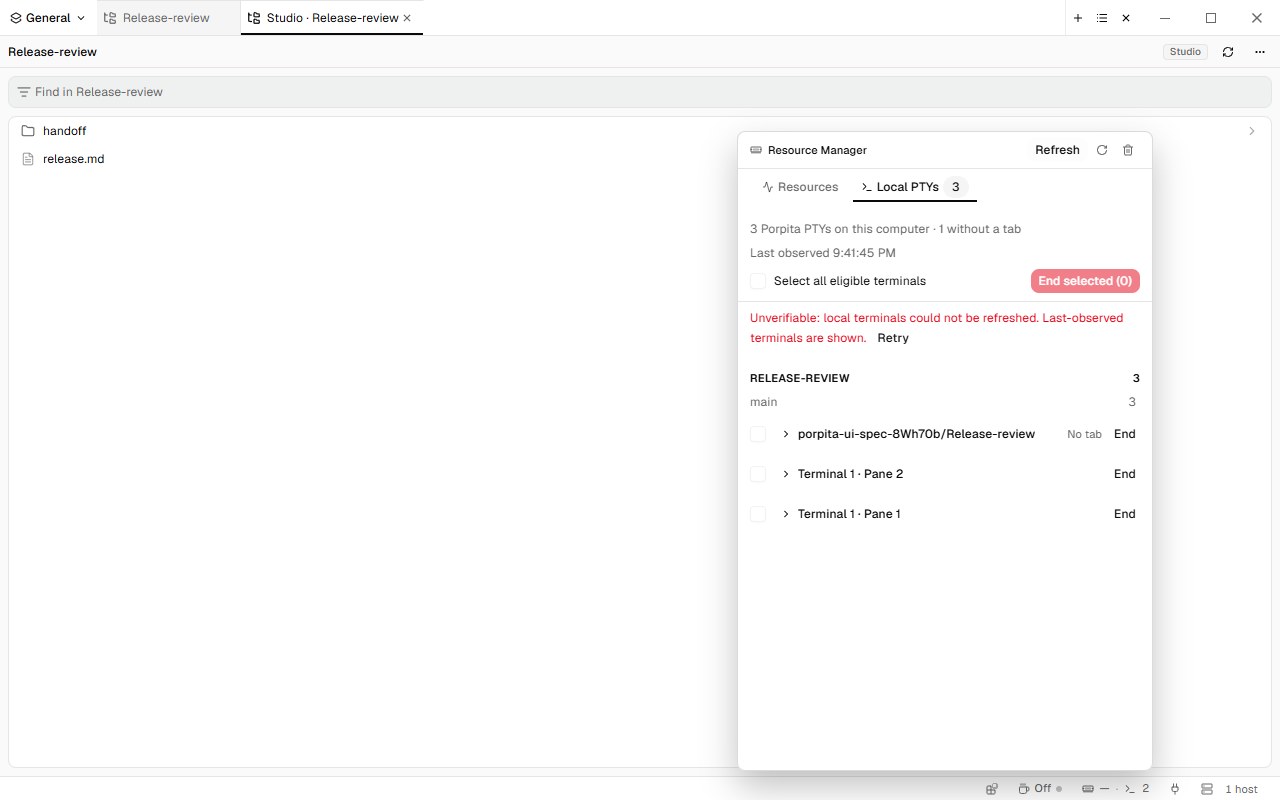 General
Release-review
Studio · Release-review
Release-review
Studio
Find in Release-review
handoff
release.md
Resource Manager
Refresh
Resources
Local PTYs 3
3 Porpita PTYs on this computer · 1 without a tab
Last observed 9:41:45 PM
Select all eligible terminals
End selected (0)
Unverifiable: local terminals could not be refreshed. Last-observed
terminals are shown. Retry
RELEASE-REVIEW 3
main 3
porpita-ui-spec-8Wh70b/Release-review No tab End
Terminal 1 · Pane 2 End
Terminal 1 · Pane 1 End
Off — · 2 1 host